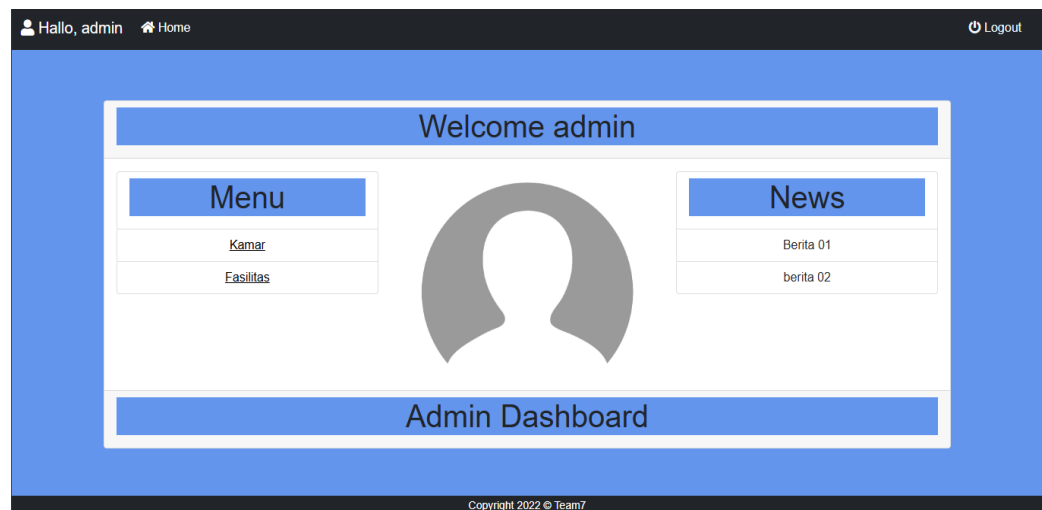 Hallo, admin Home Logout
Welcome admin
Menu
Kamar
Fasilitas
News
Berita 01
berita 02
Admin Dashboard
Copyright 2022 © Team7